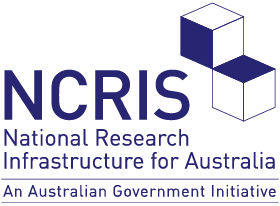 NCRIS
National Research
Infrastructure for Australia
An Australian Government Initiative